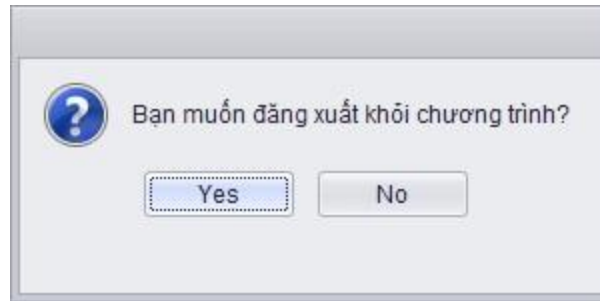 Bạn muốn đăng xuất khỏi chương trình?
Yes
No